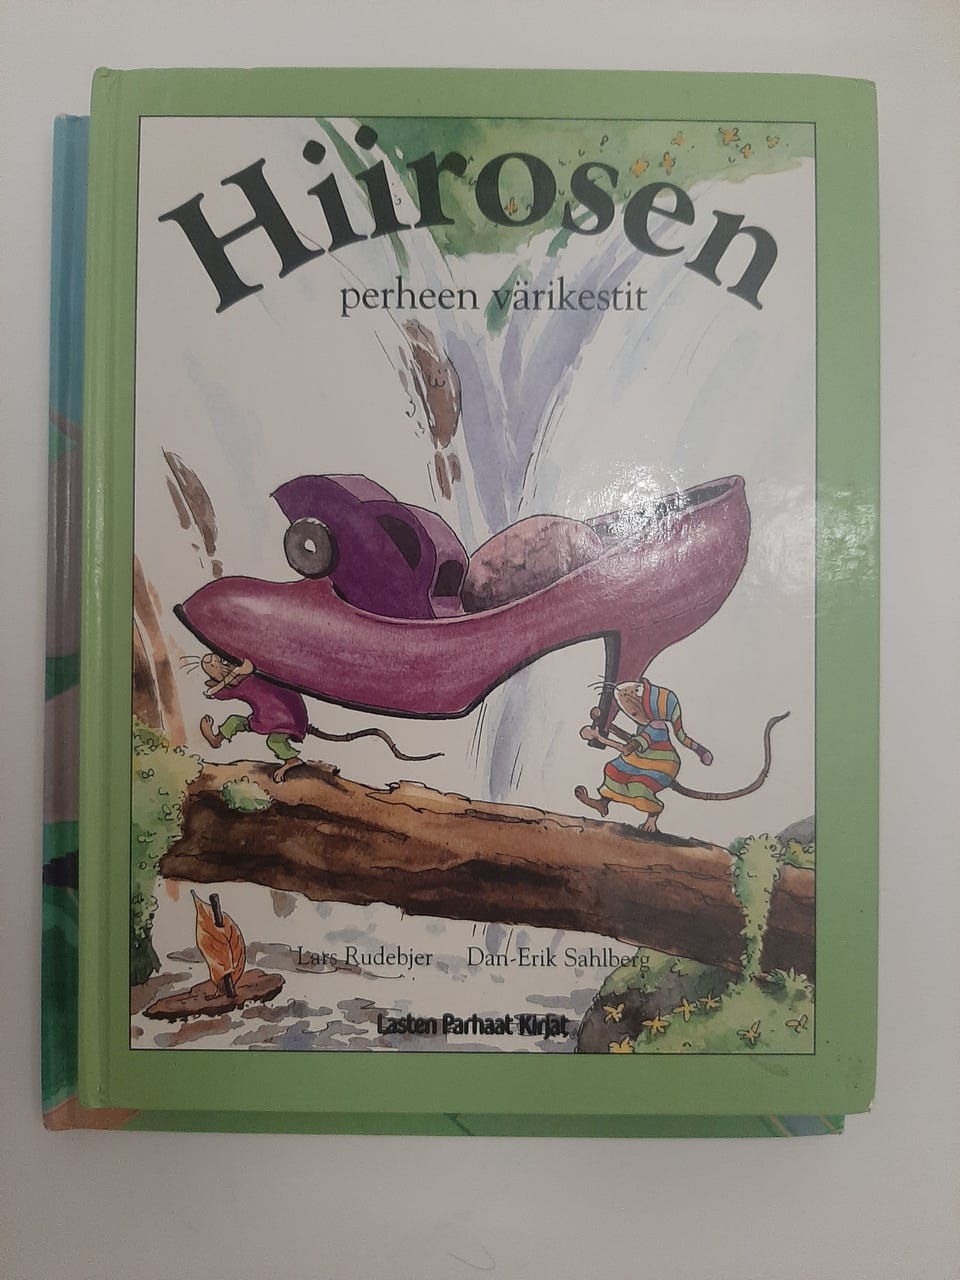 Hiirosen
perheen värikestit
Lars Rudebjer Dan-Erik Sahlberg
Lasten Parhaat Kirjat